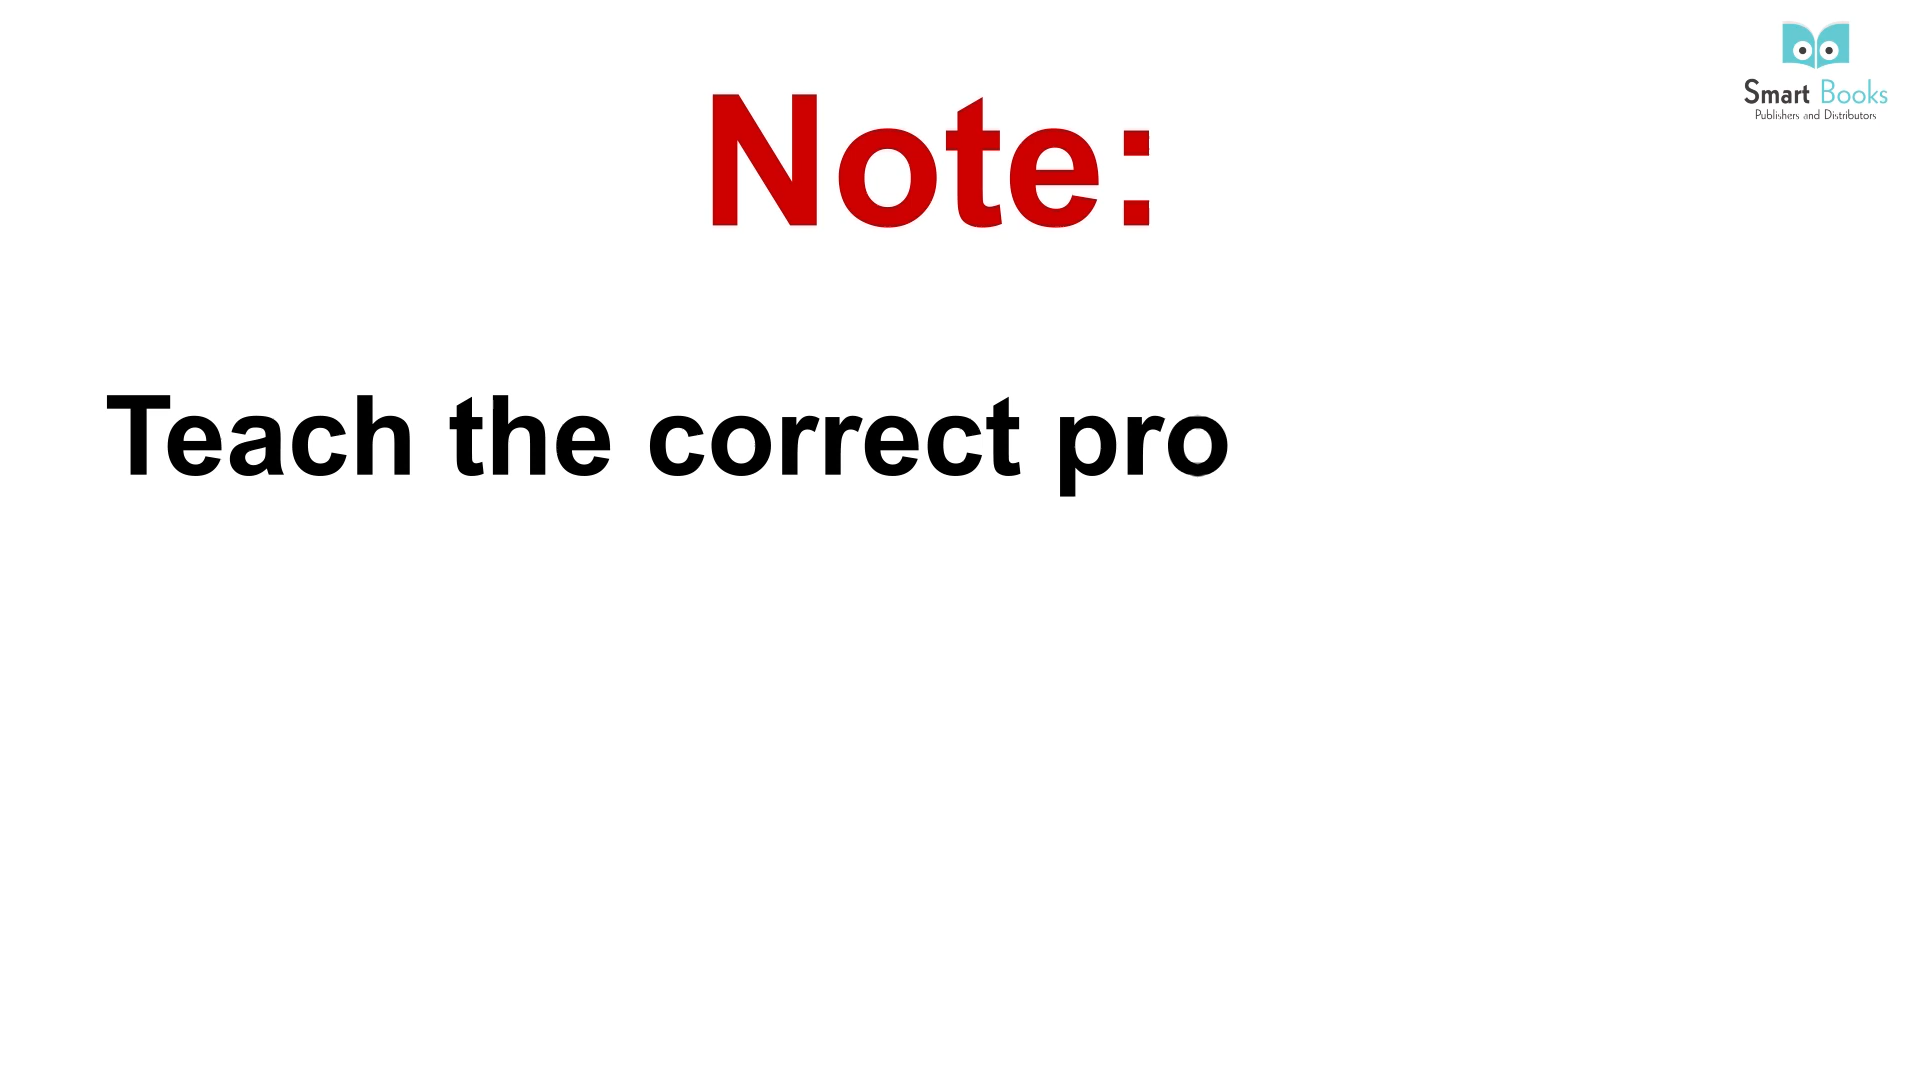 Smart Books
Publishers and Distributors
Note:
Teach the correct pro